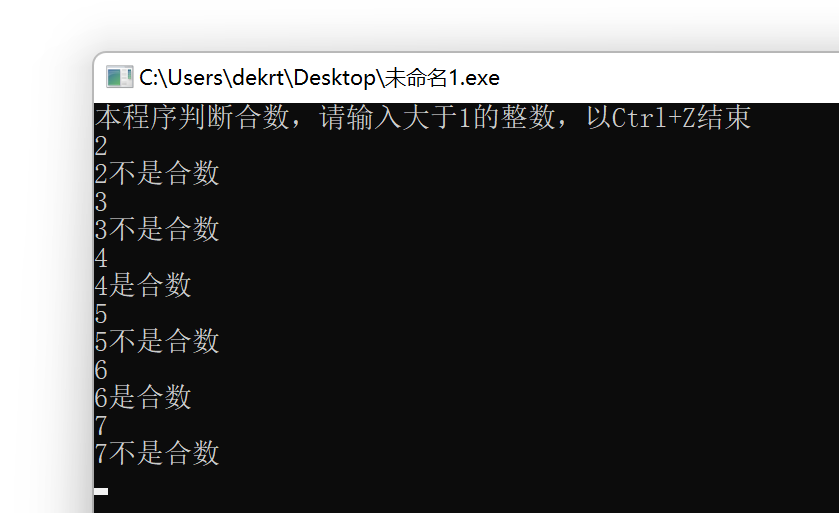 C:\Users\dekrt\Desktop\未命名1.exe
本程序判断合数，请输入大于1的整数，以Ctrl+Z结束
2
2不是合数
3
3不是合数
4
4是合数
5
5不是合数
6
6是合数
7
7不是合数